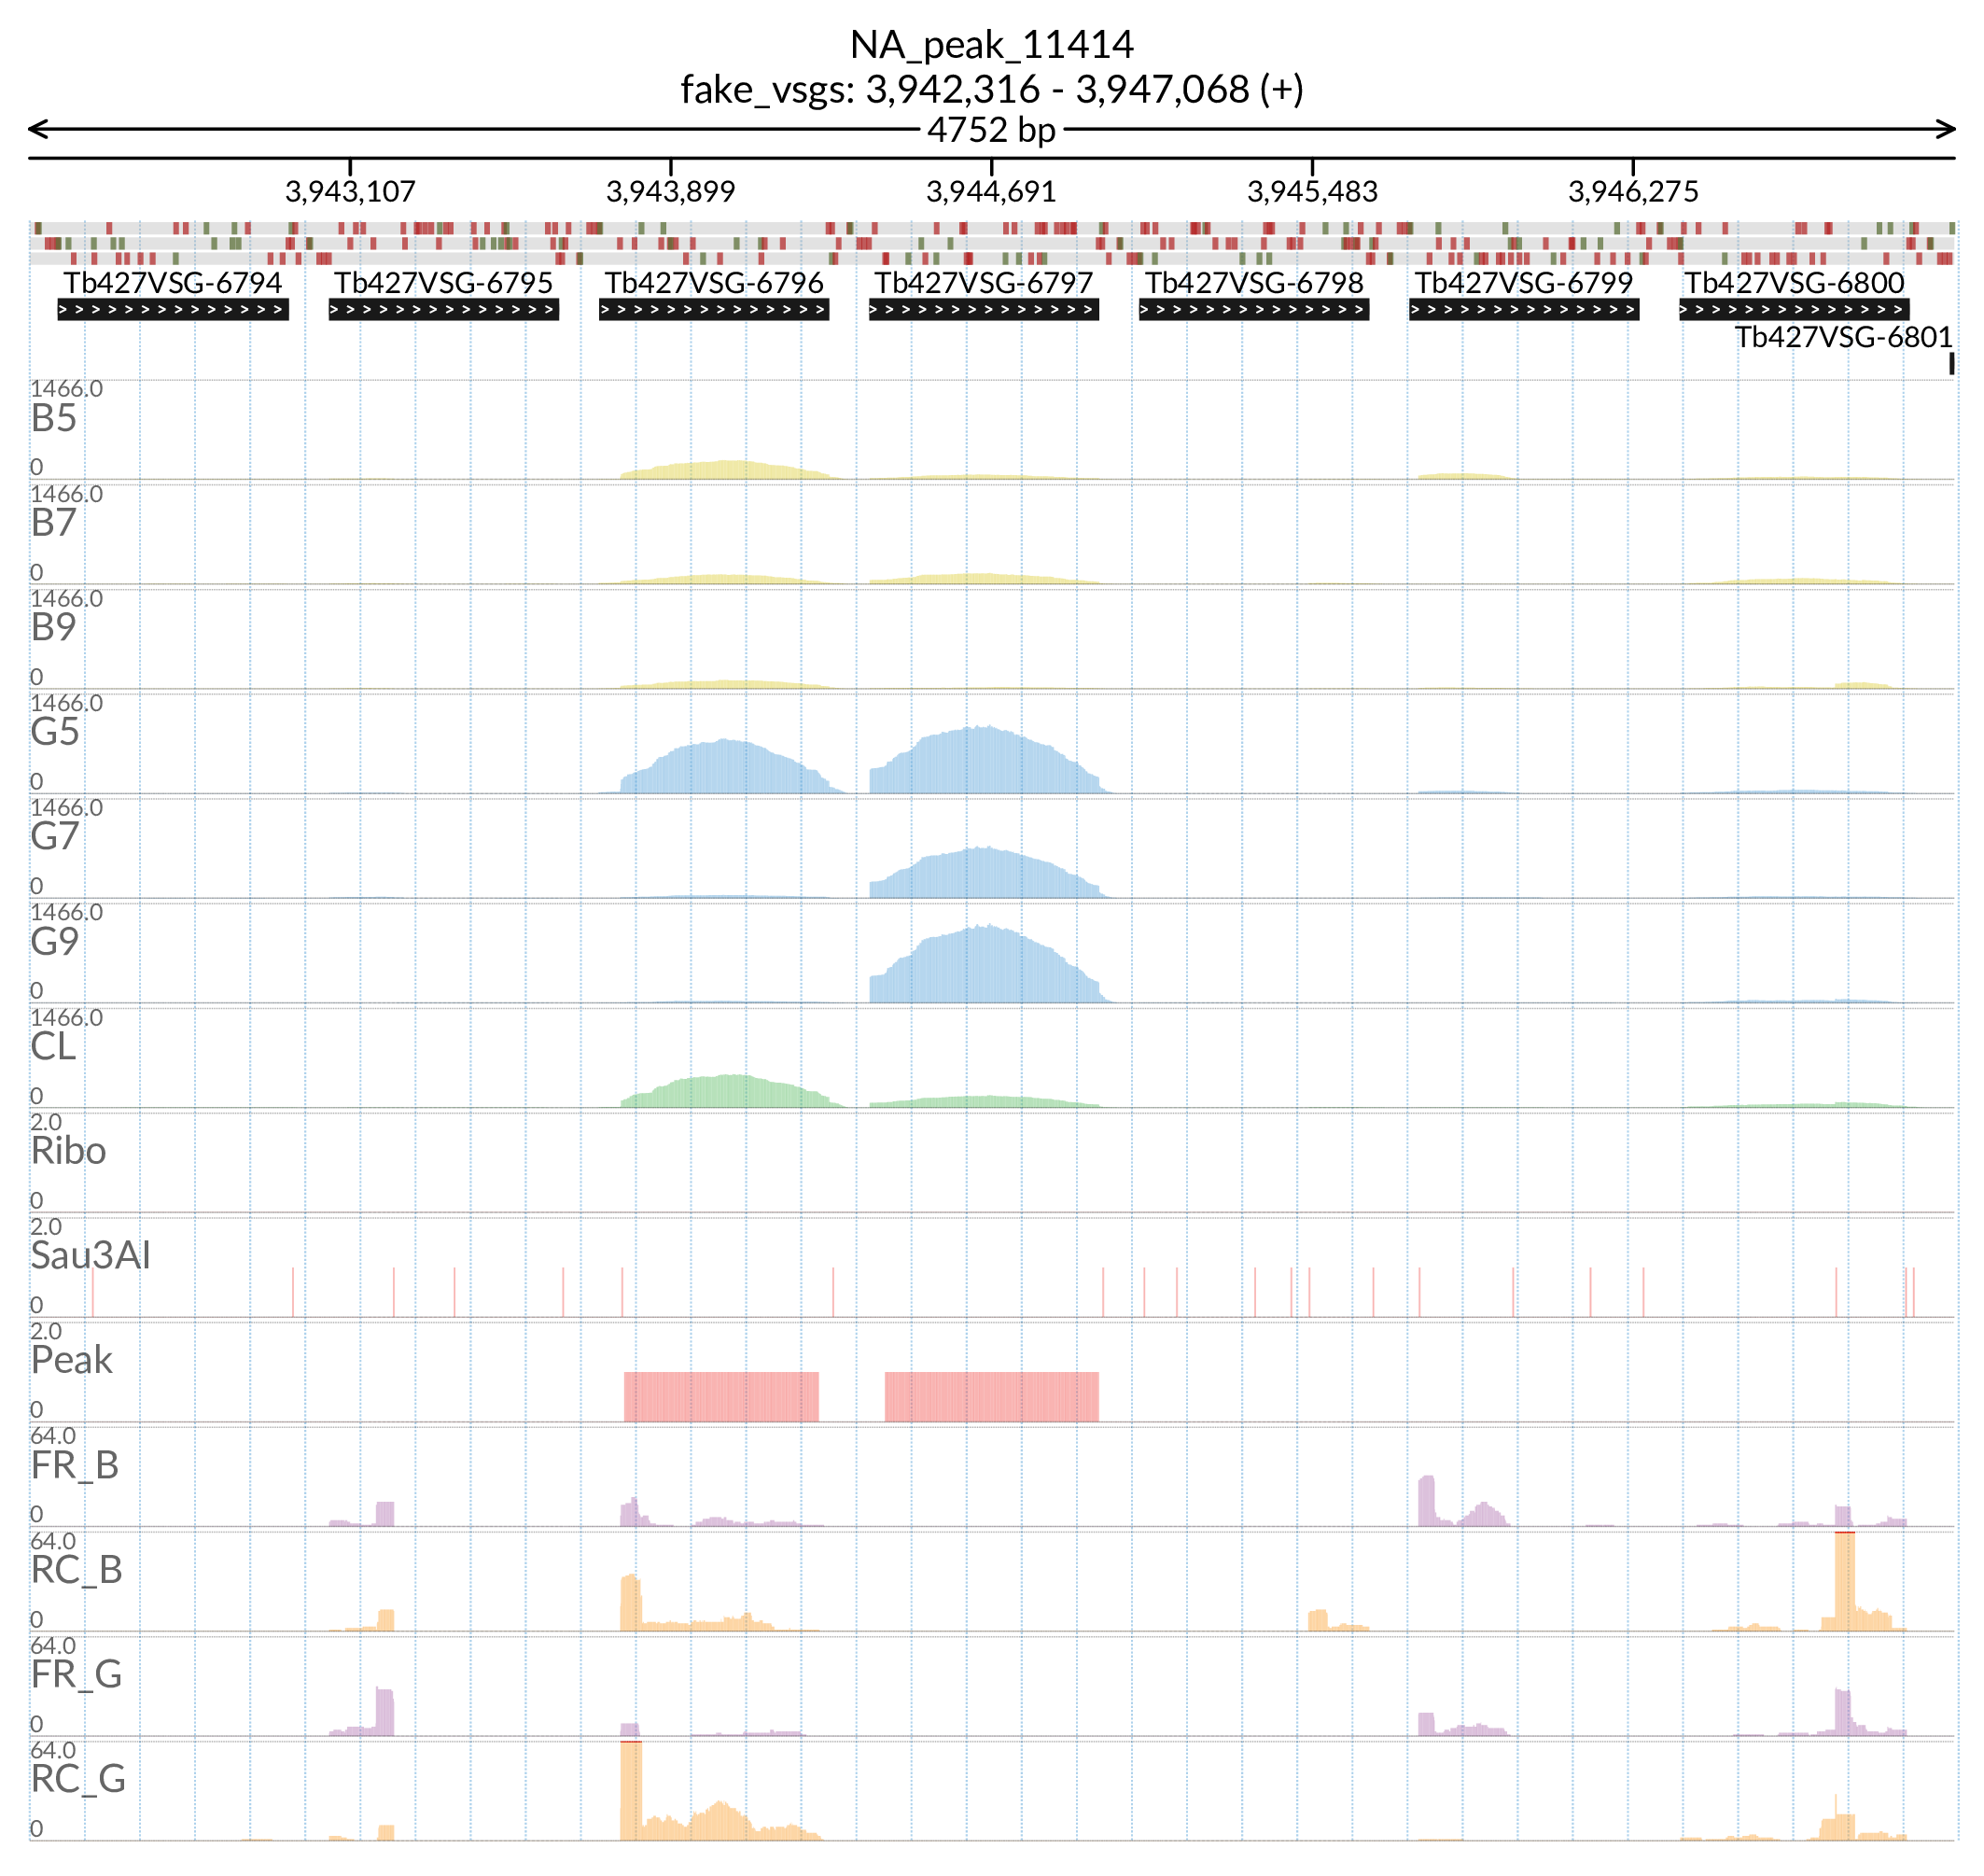 NA_peak_11414
fake_vsgs: 3,942,316 - 3,947,068 (+)
4752 bp
3,943,107 3,943,899 3,944,691 3,945,483 3,946,275
Tb427VSG-6794 Tb427VSG-6795 Tb427VSG-6796 Tb427VSG-6797 Tb427VSG-6798 Tb427VSG-6799 Tb427VSG-6800
Tb427VSG-6801
1466.0
B5
0
1466.0
B7
0
1466.0
B9
0
1466.0
G5
0
1466.0
G7
0
1466.0
G9
0
1466.0
CL
0
2.0
Ribo
0
2.0
Sau3AI
0
2.0
Peak
0
64.0
FR_B
0
64.0
RC_B
0
64.0
FR_G
0
64.0
RC_G
0